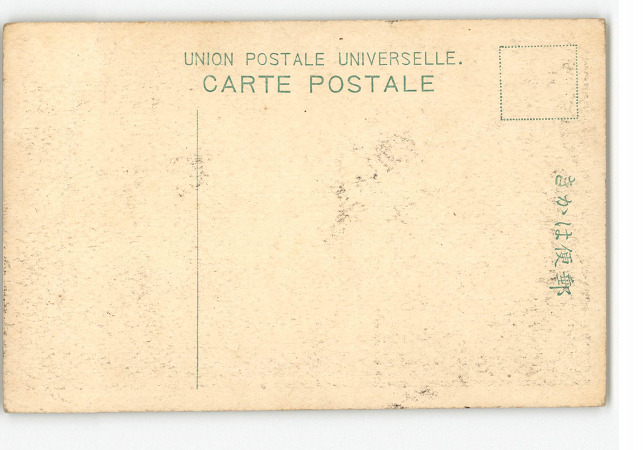 UNION POSTALE UNIVERSELLE.
CARTE POSTALE
郵便はかき